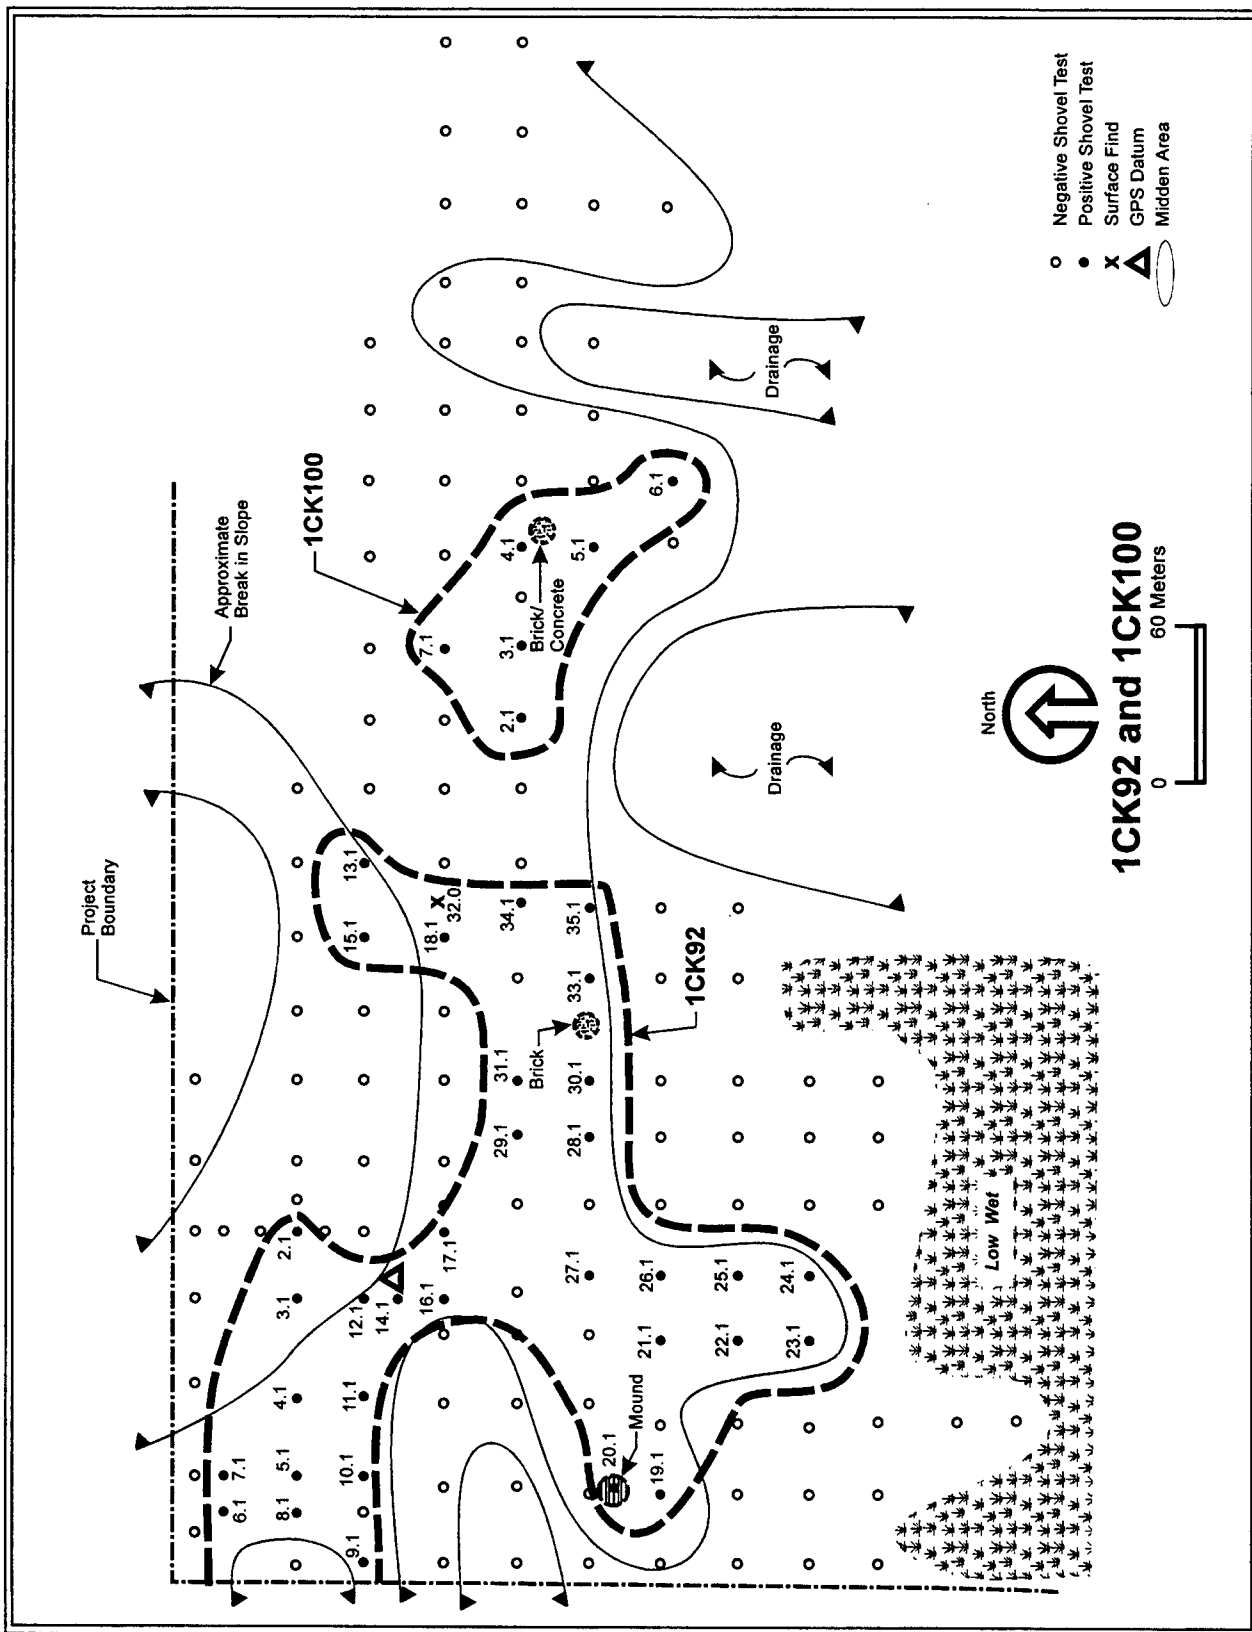 Project
Boundary
Approximate
Break in Slope
1CK100
6.1
7.1
8.1
5.1
4.1
3.1
2.1
9.1
10.1
11.1
12.1
14.1
16.1
17.1
15.1
13.1
18.1
x
32.0
34.1
35.1
33.1
31.1
29.1
30.1
28.1
27.1
26.1
25.1
24.1
21.1
22.1
23.1
20.1
19.1
Mound
Brick
1CK92
7.1
4.1
3.1
2.1
5.1
6.1
Brick/
Concrete
Drainage
Drainage
Low Wet
North
1CK92 and 1CK100
0 60 Meters
Negative Shovel Test
Positive Shovel Test
x Surface Find
GPS Datum
Midden Area